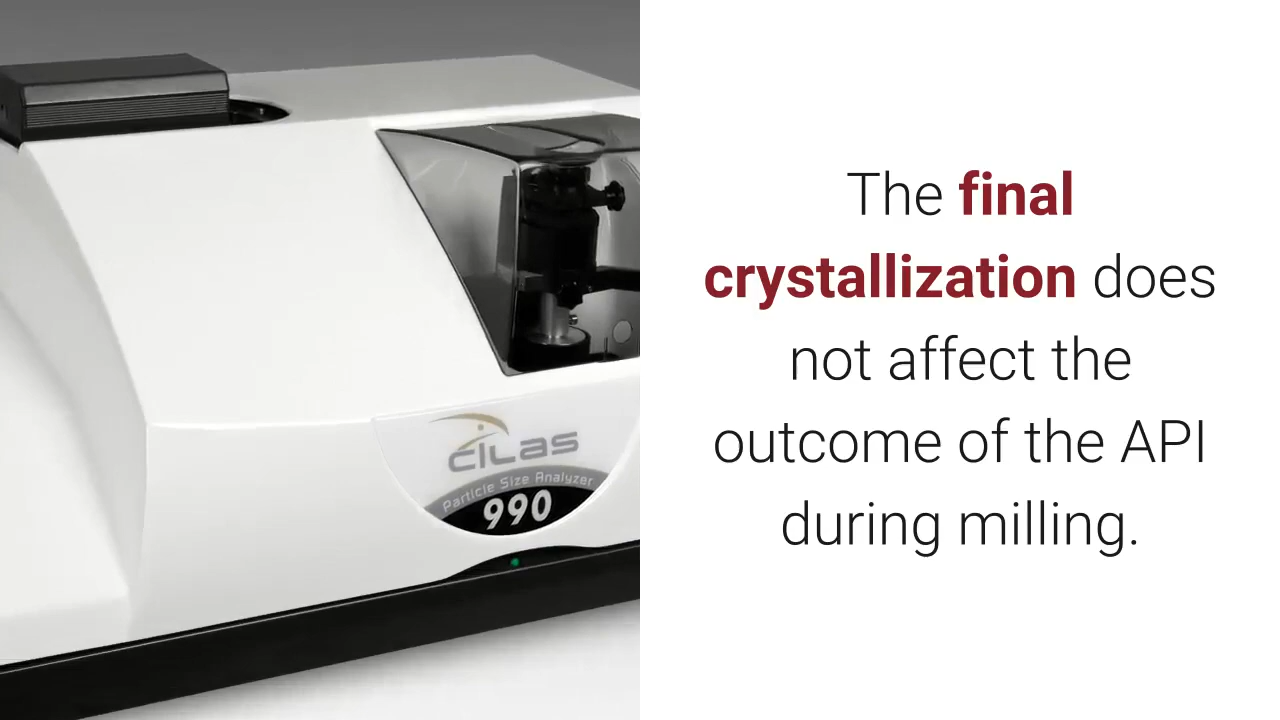 CILAS
Particle Size Analyzer
990
The final
crystallization does
not affect the
outcome of the API
during milling.